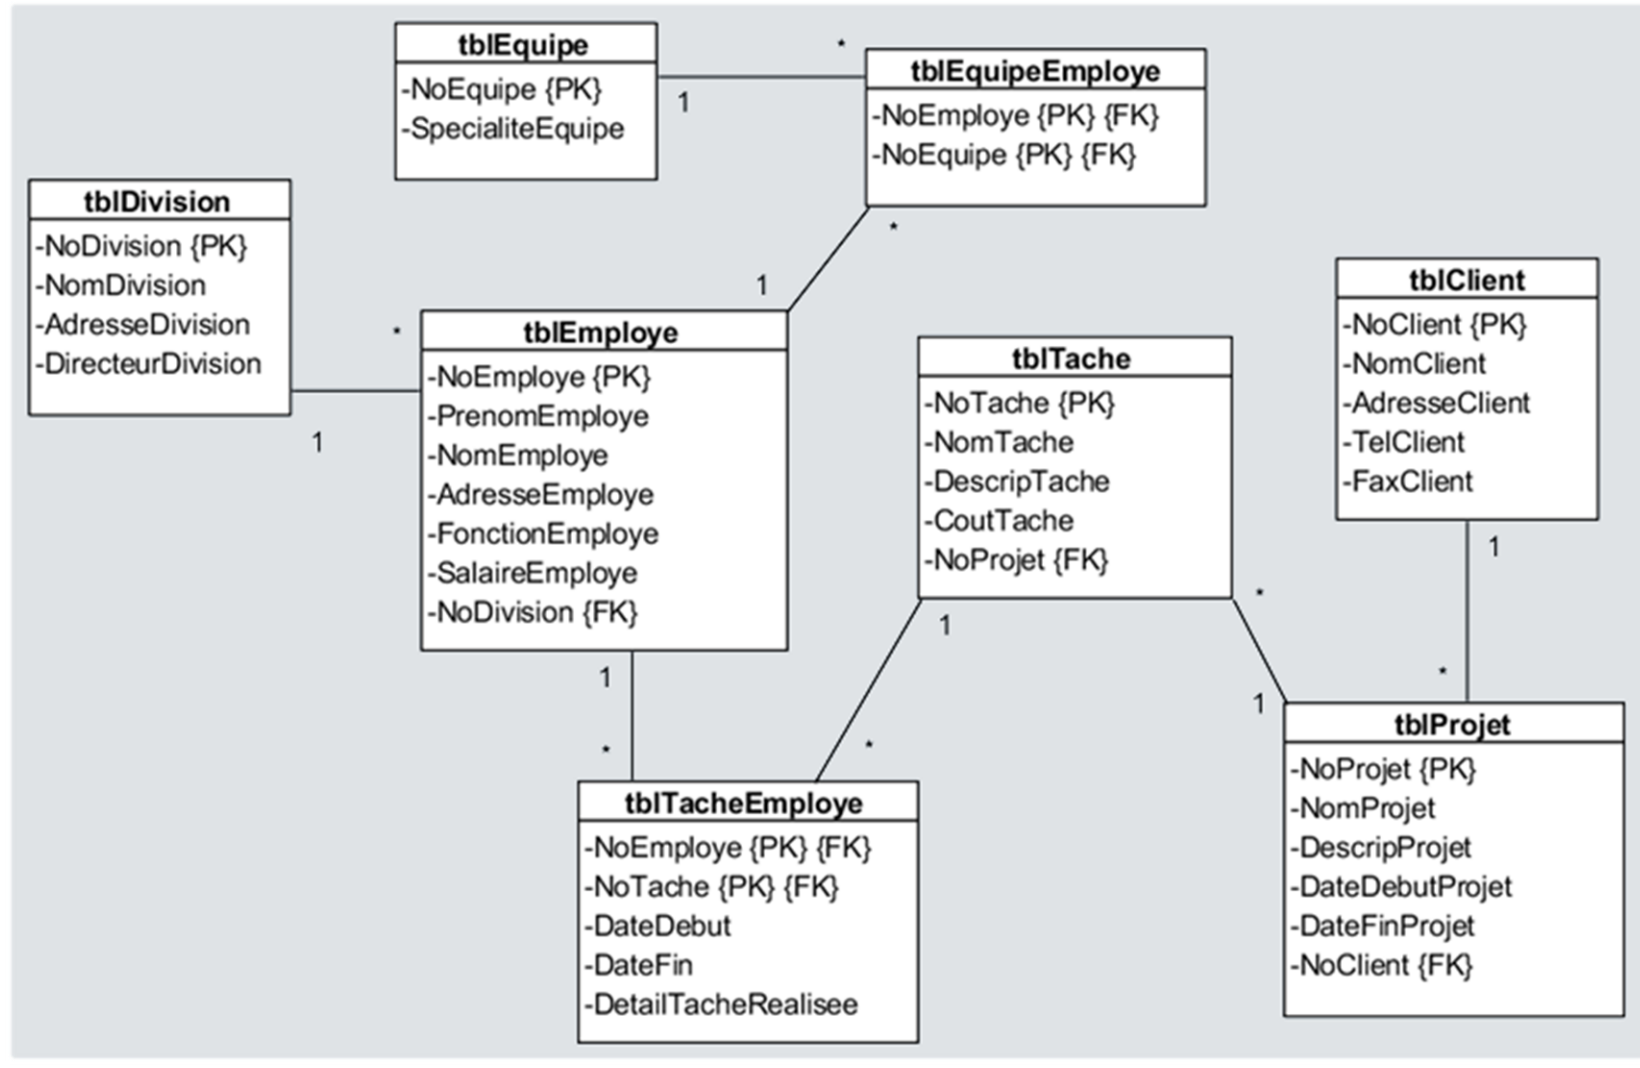 tblEquipe
-NoEquipe {PK}
-SpecialiteEquipe
1
*
tblEquipeEmploye
-NoEmploye {PK} {FK}
-NoEquipe {PK} {FK}
*
1
tblDivision
-NoDivision {PK}
-NomDivision
-AdresseDivision
-DirecteurDivision
1
*
tblEmploye
-NoEmploye {PK}
-PrenomEmploye
-NomEmploye
-AdresseEmploye
-FonctionEmploye
-SalaireEmploye
-NoDivision {FK}
1
*
tblTache
-NoTache {PK}
-NomTache
-DescripTache
-CoutTache
-NoProjet {FK}
1
*
*
1
tblClient
-NoClient {PK}
-NomClient
-AdresseClient
-TelClient
-FaxClient
1
*
tblTacheEmploye
-NoEmploye {PK} {FK}
-NoTache {PK} {FK}
-DateDebut
-DateFin
-DetailTacheRealisee
tblProjet
-NoProjet {PK}
-NomProjet
-DescripProjet
-DateDebutProjet
-DateFinProjet
-NoClient {FK}